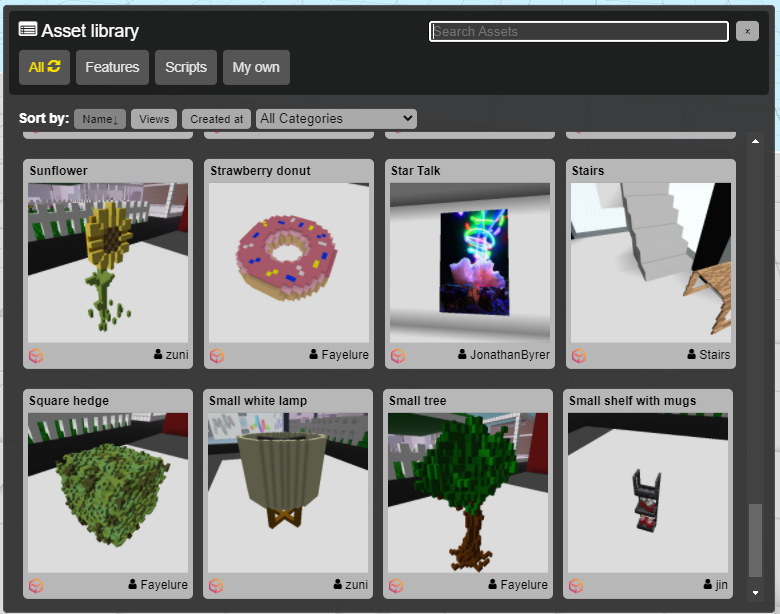 Asset library
Search Assets
×
All
Features
Scripts
My own
Sort by:
Name↓
Views
Created at
All Categories
Sunflower
Strawberry donut
Star Talk
Stairs
zuni
Fayelure
JonathanByrer
Stairs
Square hedge
Small white lamp
Small tree
Small shelf with mugs
Fayelure
zuni
Fayelure
jin